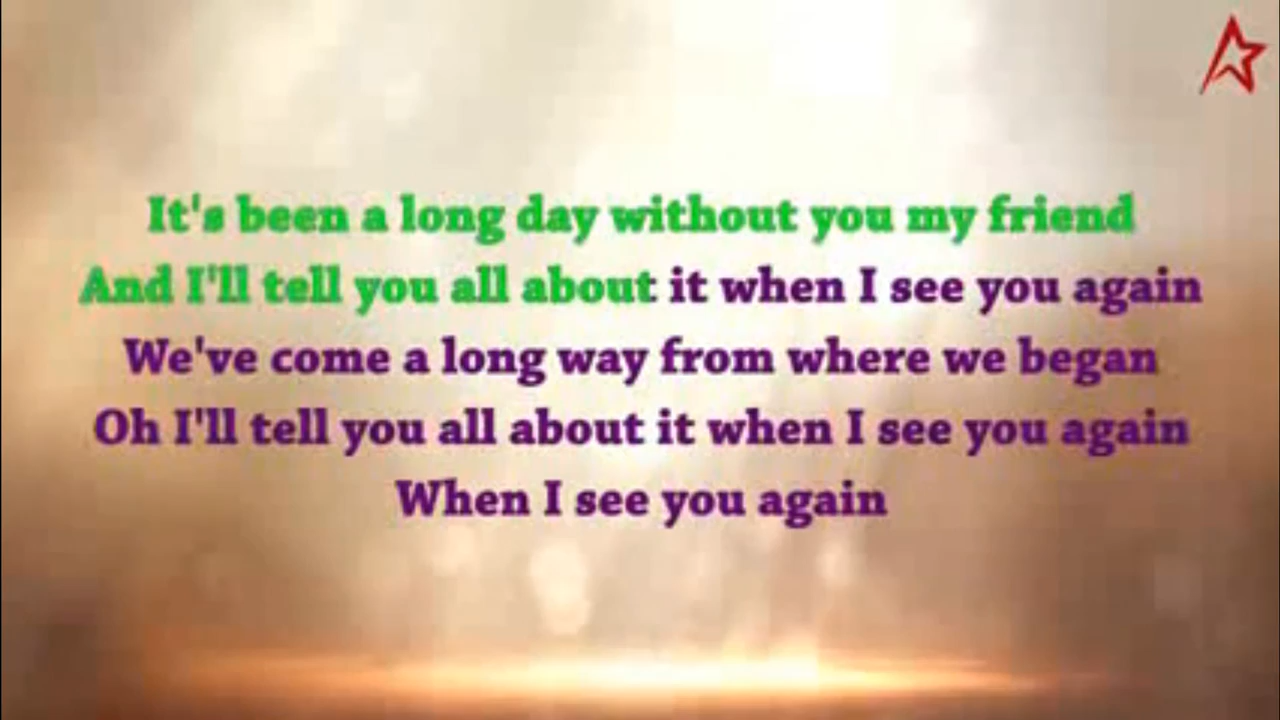 It's been a long day without you my friend
And I'll tell you all about it when I see you again
We've come a long way from where we began
Oh I'll tell you all about it when I see you again
When I see you again